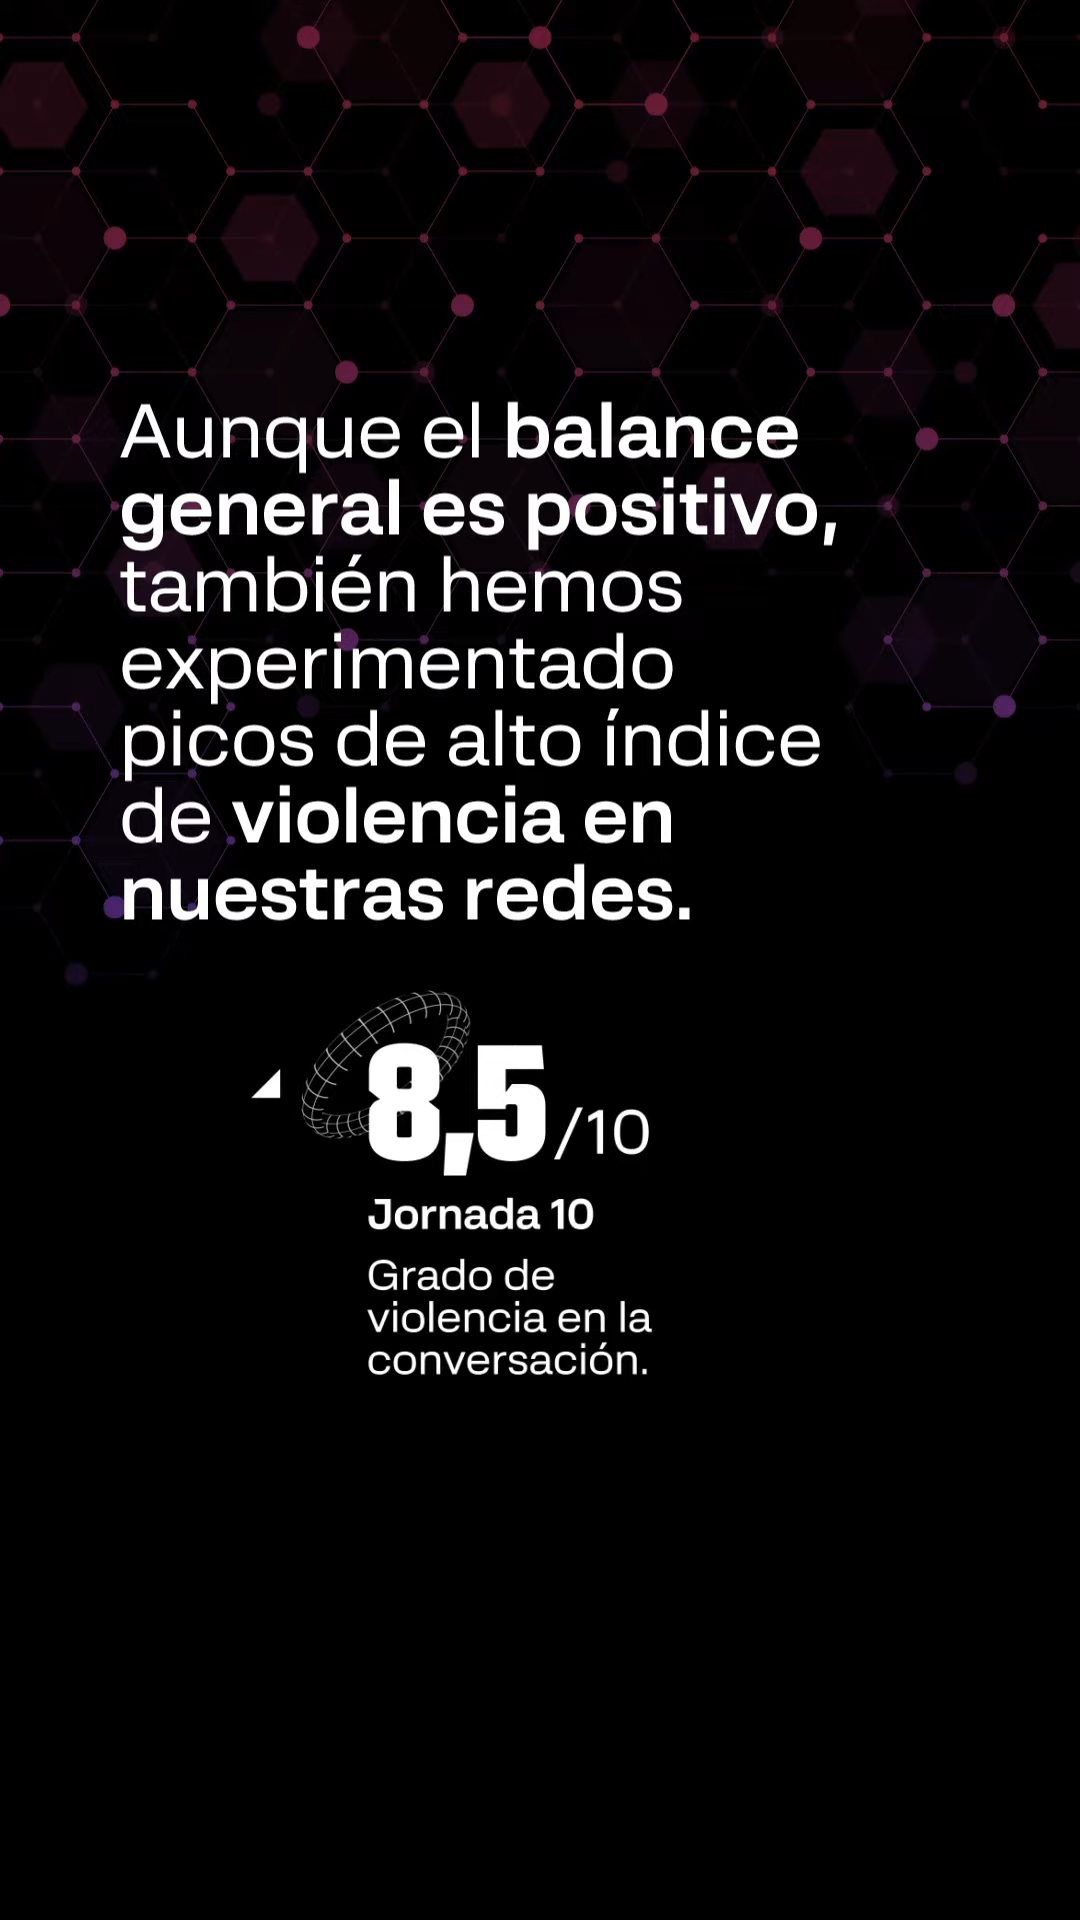 Aunque el balance
general es positivo,
también hemos
experimentado
picos de alto índice
de violencia en
nuestras redes.
8,5/10
Jornada 10
Grado de
violencia en la
conversación.